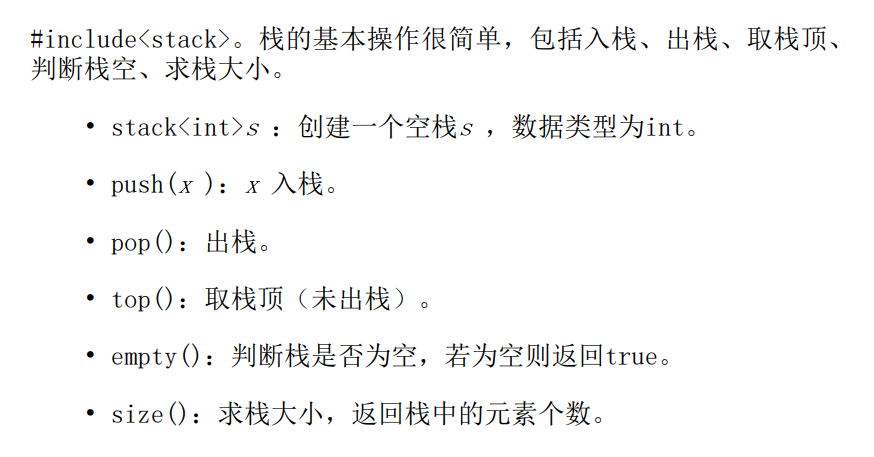 #include<stack>。栈的基本操作很简单，包括入栈、出栈、取栈顶、
判断栈空、求栈大小。
• stack<int>s ：创建一个空栈s ，数据类型为int。
• push(x )：x 入栈。
• pop()：出栈。
• top()：取栈顶（未出栈）。
• empty()：判断栈是否为空，若为空则返回true。
• size()：求栈大小，返回栈中的元素个数。